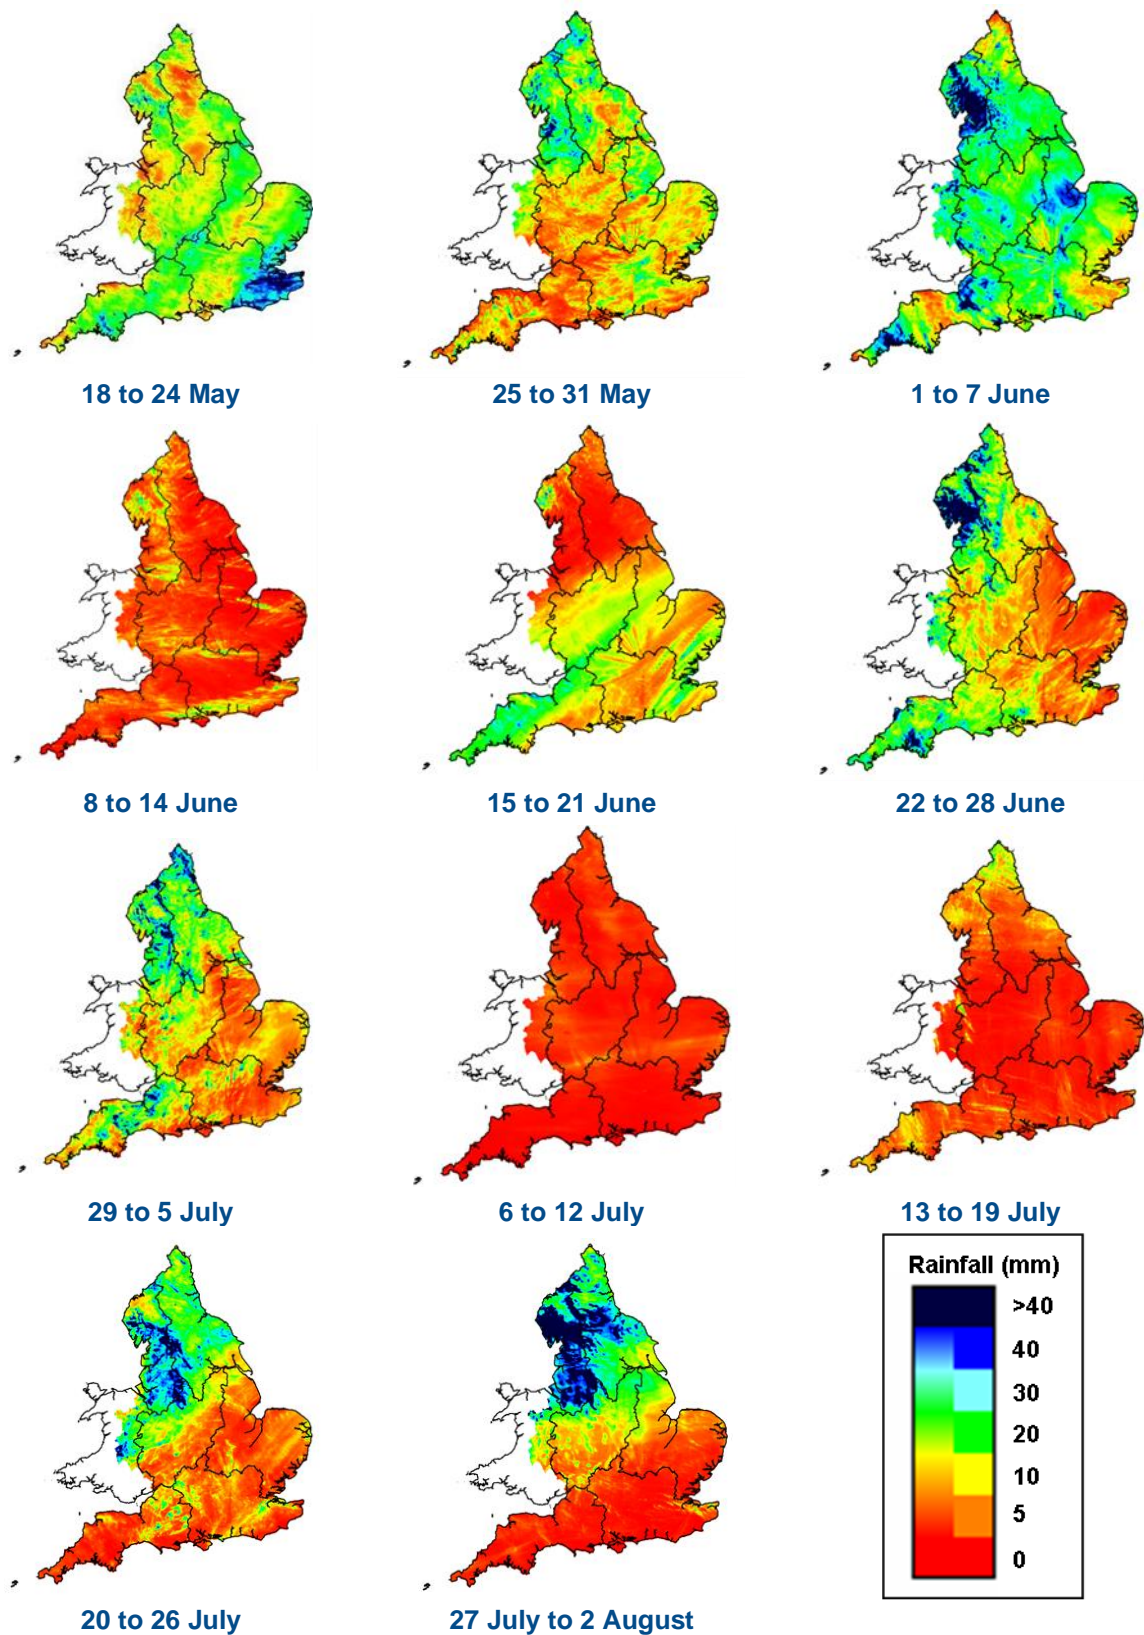 18 to 24 May
25 to 31 May
1 to 7 June
8 to 14 June
15 to 21 June
22 to 28 June
29 to 5 July
6 to 12 July
13 to 19 July
Rainfall (mm)
>40
40
30
20
10
5
0
20 to 26 July
27 July to 2 August